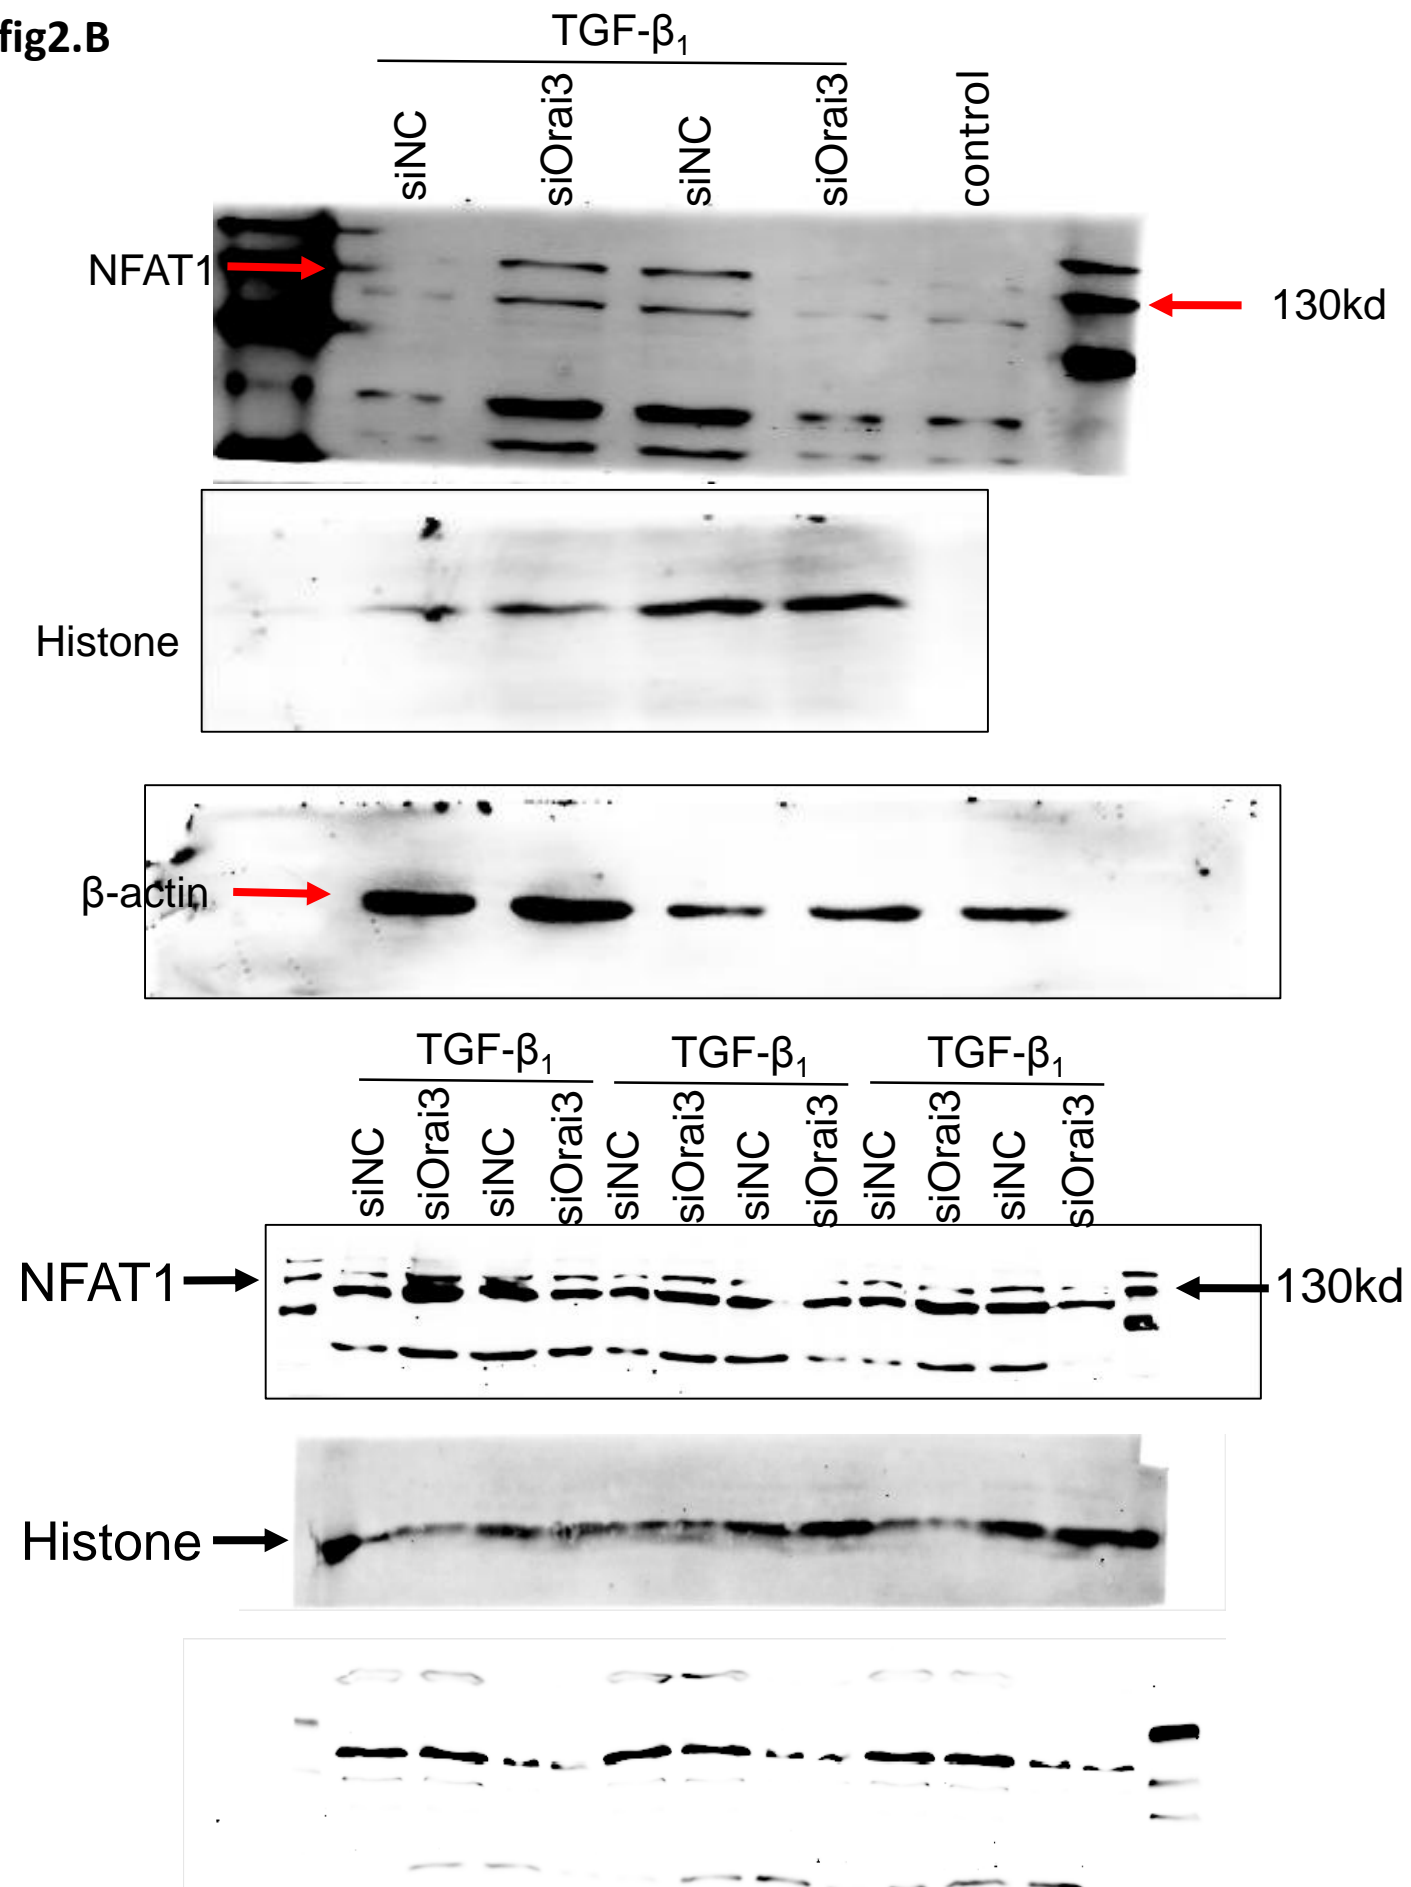 fig2.B
TGF-β1
siNC siOrai3 siNC siOrai3 control
NFAT1 130kd
Histone
β-actin
TGF-β1 TGF-β1 TGF-β1
siNC siOrai3 siNC siOrai3 siNC siOrai3 siNC siOrai3 siNC siOrai3 siNC siOrai3
NFAT1 130kd
Histone